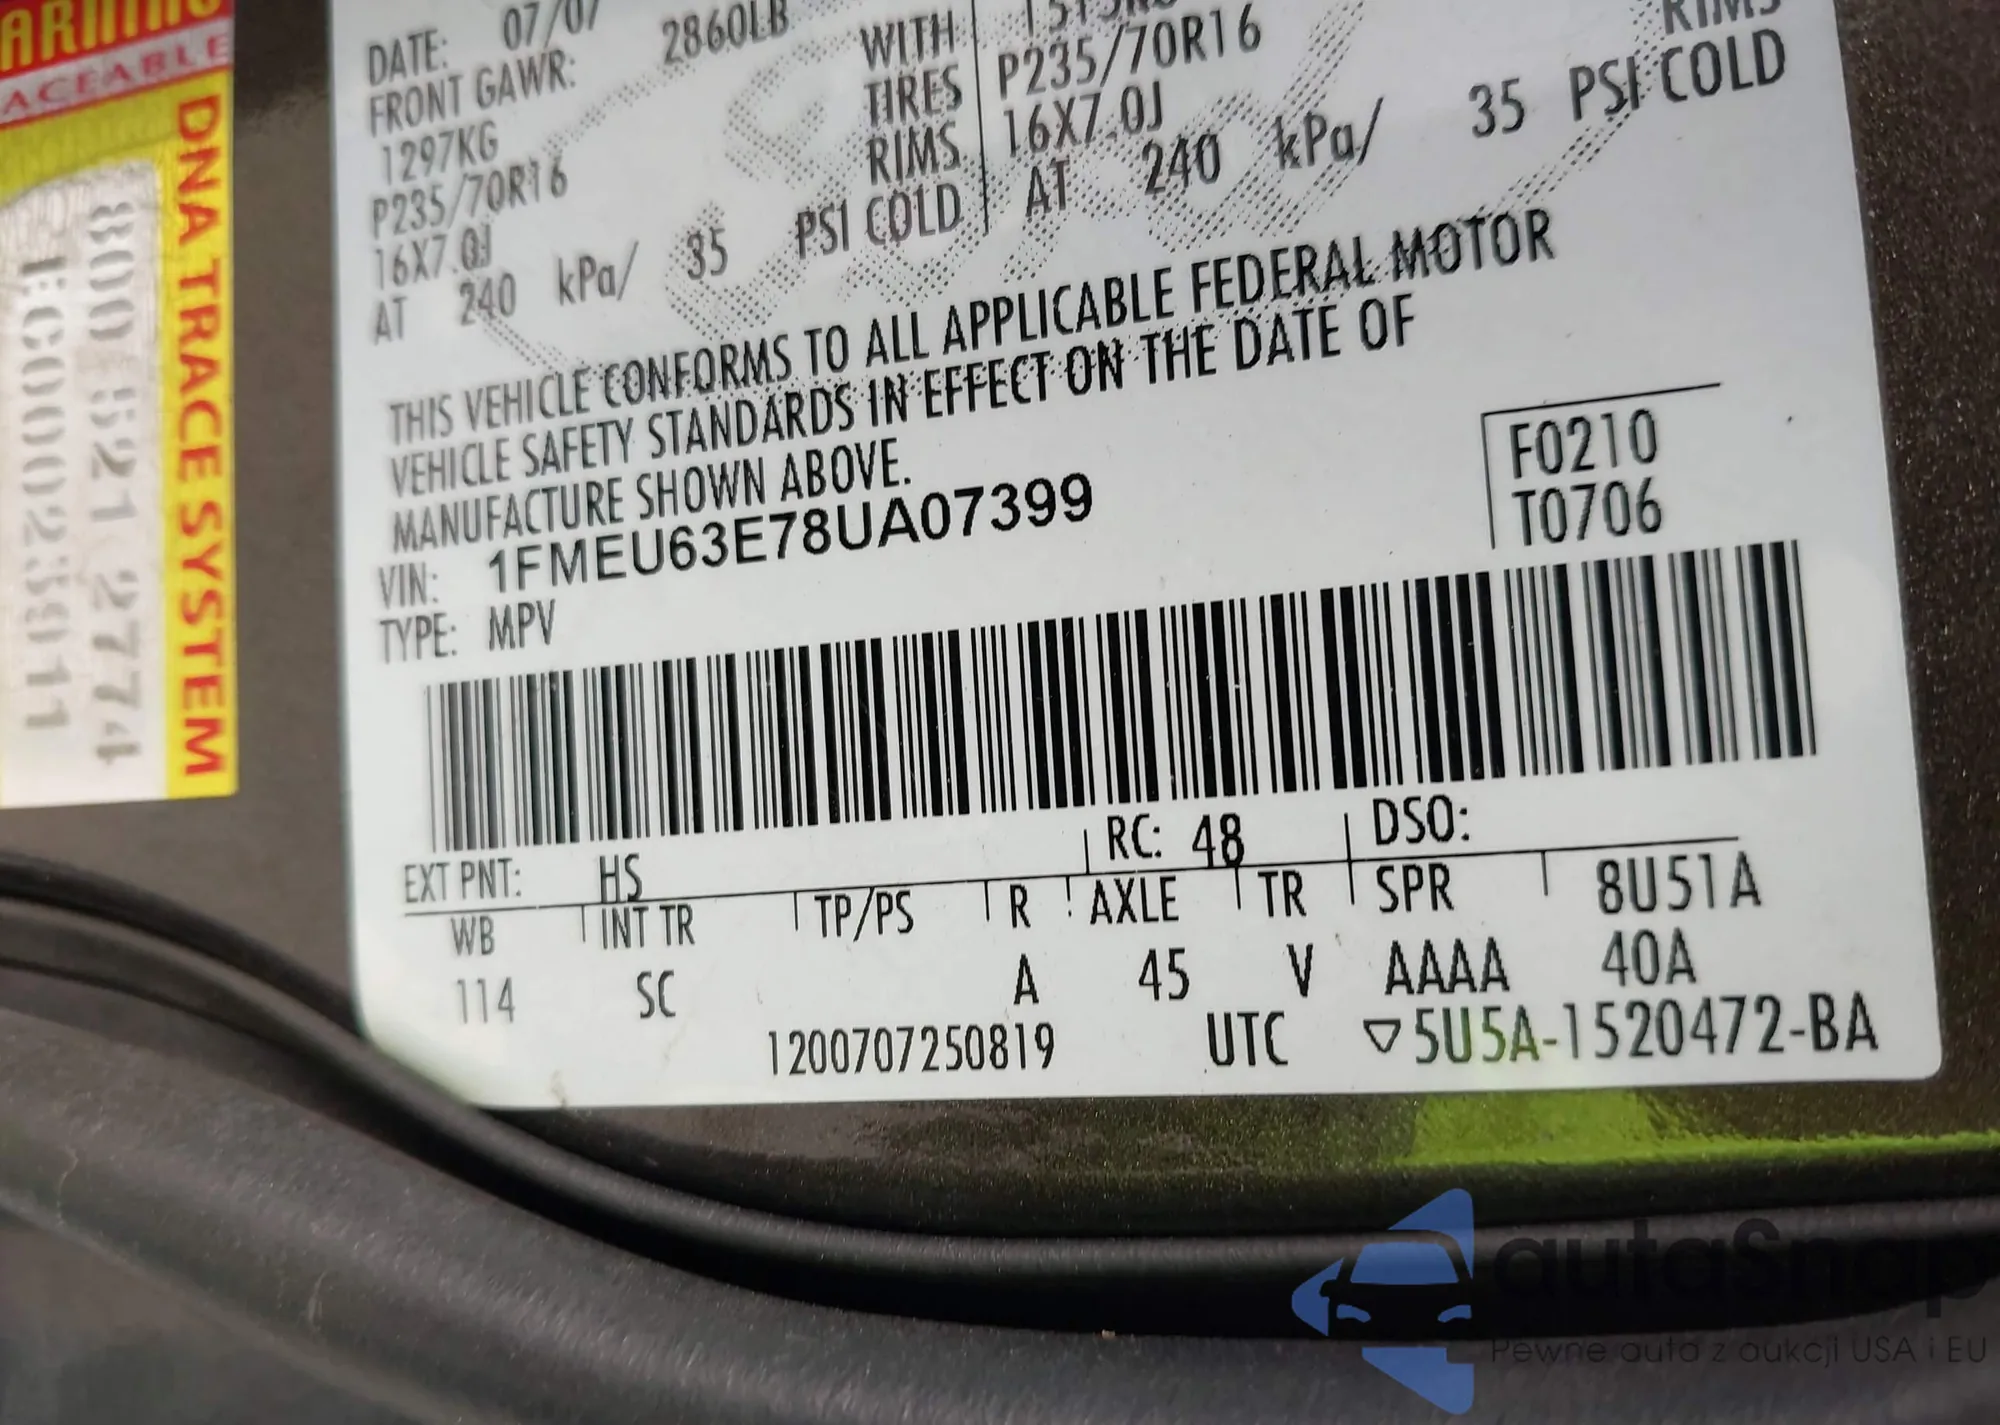 ACEABLE
DNA TRACE SYSTEM
800 521 2774
DATE: 07/07
FRONT GAWR: 2860LB
1297KG
P235/70R16
16X7.0J
AT 240 kPa/ 35 PSI COLD
WITH
TIRES P235/70R16
RIMS 16X7.0J
AT 240 kPa/ 35 PSI COLD
RIMS
THIS VEHICLE CONFORMS TO ALL APPLICABLE FEDERAL MOTOR
VEHICLE SAFETY STANDARDS IN EFFECT ON THE DATE OF
MANUFACTURE SHOWN ABOVE.
VIN: 1FMEU63E78UA07399
TYPE: MPV
F0210
T0706
EXT PNT: HS RC: 48 DSO:
WB INT TR TP/PS R AXLE TR SPR 8U51A
114 SC A 45 V AAAA 40A
1200707250819 UTC ▽5U5A-1520472-BA
autoSnap
Pewne auta z aukcji USA i EU